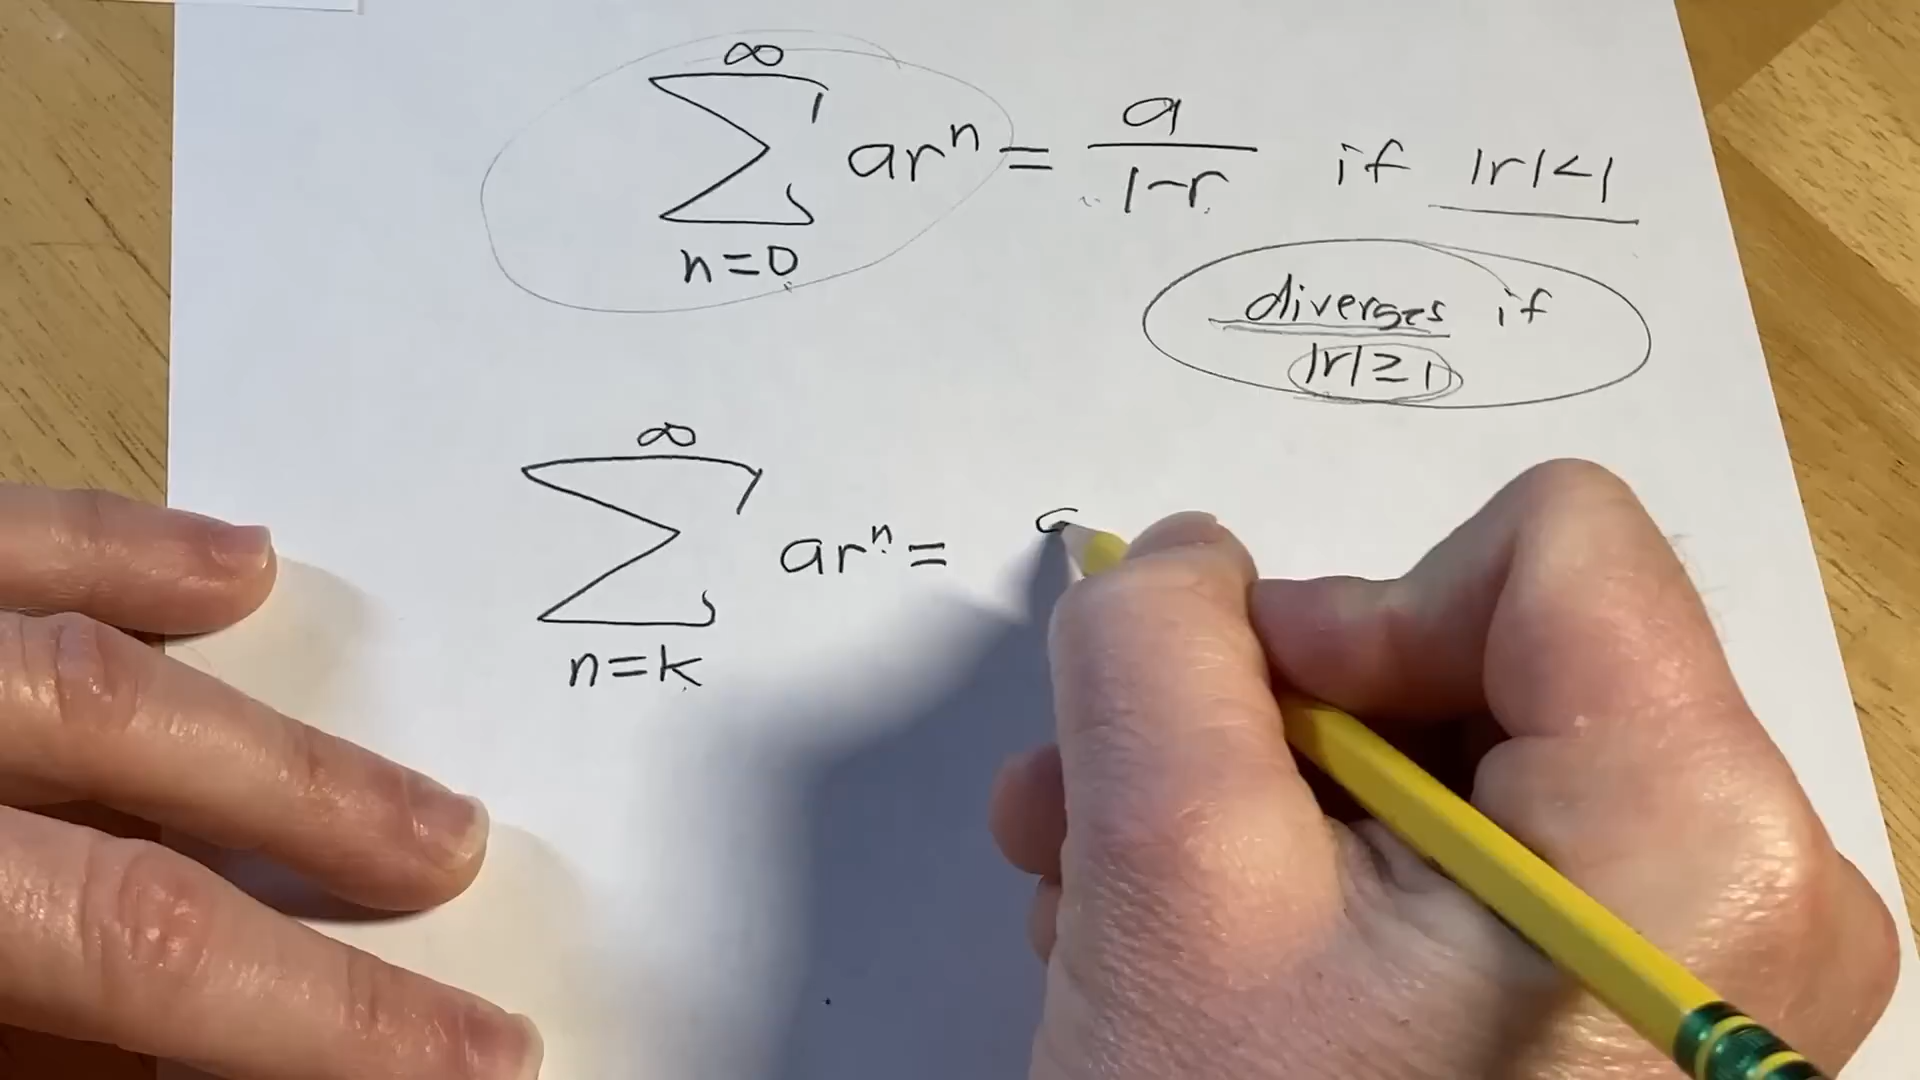 ∞
∑ arⁿ = a/(1-r) if |r|<1
n=0
diverges if
|r|≥1
∞
∑ arⁿ =
n=k